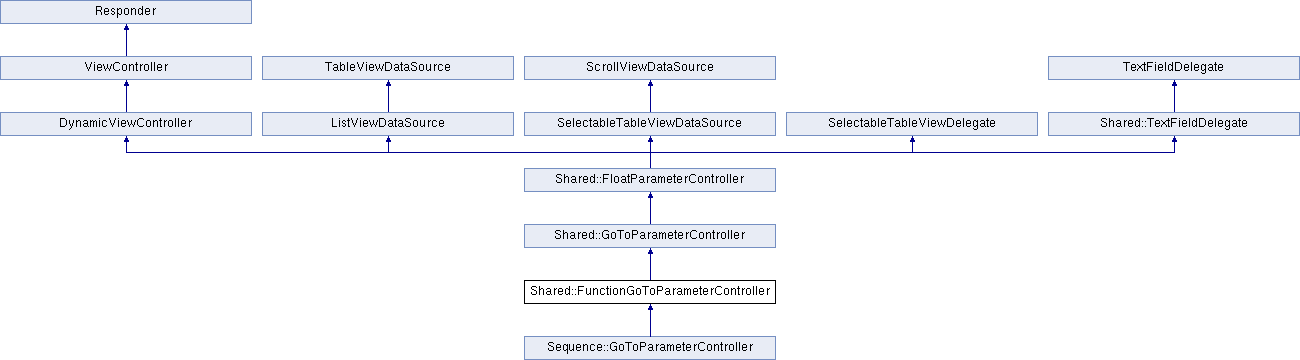 Responder
ViewController
TableViewDataSource
ScrollViewDataSource
TextFieldDelegate
DynamicViewController
ListViewDataSource
SelectableTableViewDataSource
SelectableTableViewDelegate
Shared::TextFieldDelegate
Shared::FloatParameterController
Shared::GoToParameterController
Shared::FunctionGoToParameterController
Sequence::GoToParameterController